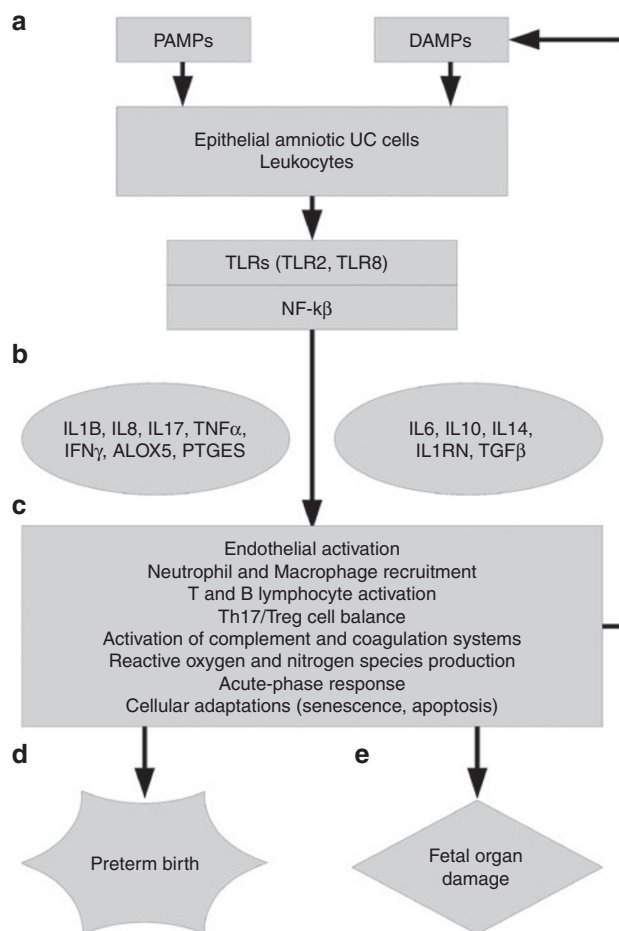 a
PAMPs
DAMPs
Epithelial amniotic UC cells
Leukocytes
TLRs (TLR2, TLR8)
NF-kβ
b
IL1B, IL8, IL17, TNFα,
IFNγ, ALOX5, PTGES
IL6, IL10, IL14,
IL1RN, TGFβ
c
Endothelial activation
Neutrophil and Macrophage recruitment
T and B lymphocyte activation
Th17/Treg cell balance
Activation of complement and coagulation systems
Reactive oxygen and nitrogen species production
Acute-phase response
Cellular adaptations (senescence, apoptosis)
d
Preterm birth
e
Fetal organ
damage